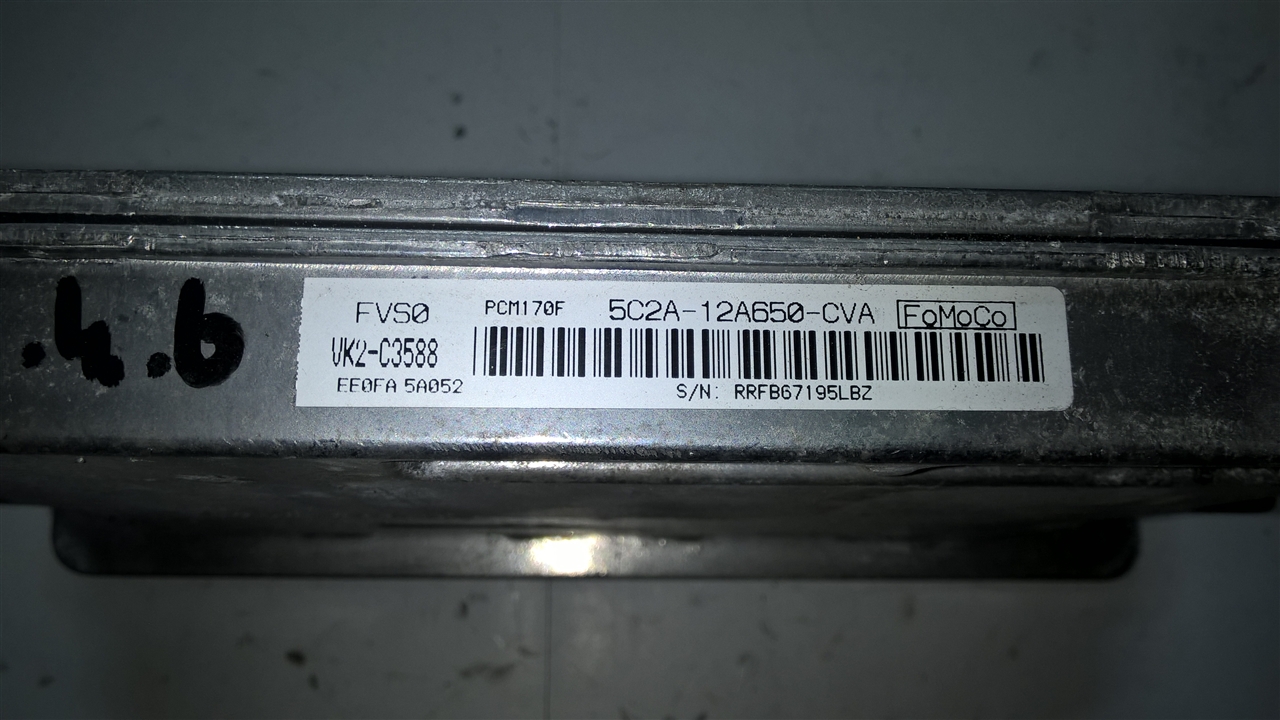 .4.6
FVS0 PCM170F 5C2A-12A650-CVA FoMoCo
VK2-C3588
EE0FA 5A052 S/N: RRFB67195LBZ